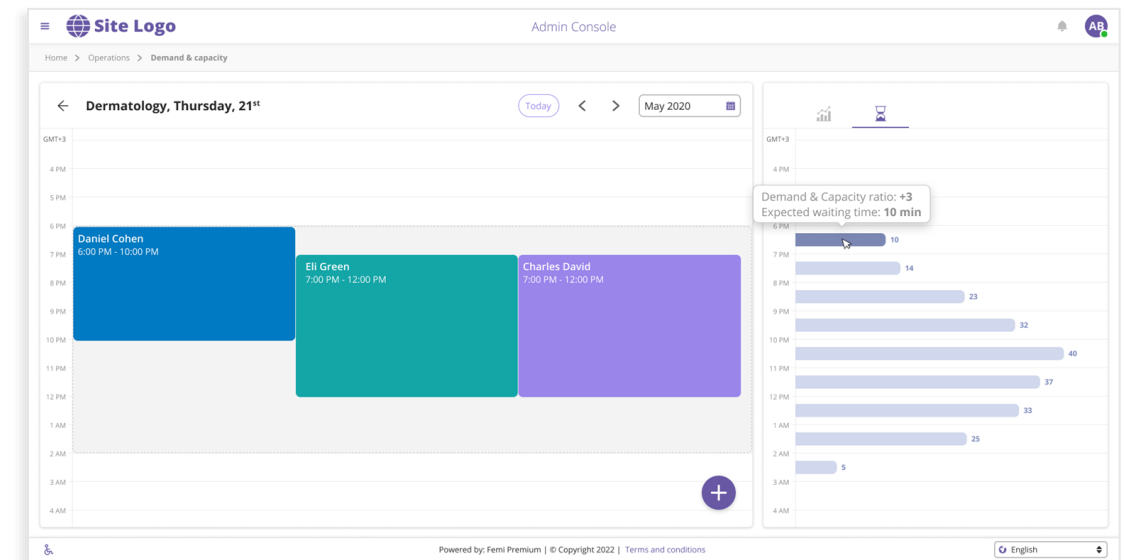 Site Logo
Admin Console
AB
Home > Operations > Demand & capacity
Dermatology, Thursday, 21st
Today
May 2020
GMT+3
4 PM
5 PM
6 PM
7 PM
8 PM
9 PM
10 PM
11 PM
12 PM
1 AM
2 AM
3 AM
4 AM
Daniel Cohen
6:00 PM - 10:00 PM
Eli Green
7:00 PM - 12:00 PM
Charles David
7:00 PM - 12:00 PM
GMT+3
4 PM
Demand & Capacity ratio: +3
Expected waiting time: 10 min
6 PM
10
7 PM
14
8 PM
23
9 PM
32
10 PM
40
11 PM
37
12 PM
33
1 AM
25
2 AM
5
3 AM
4 AM
Powered by: Femi Premium | © Copyright 2022 | Terms and conditions
English